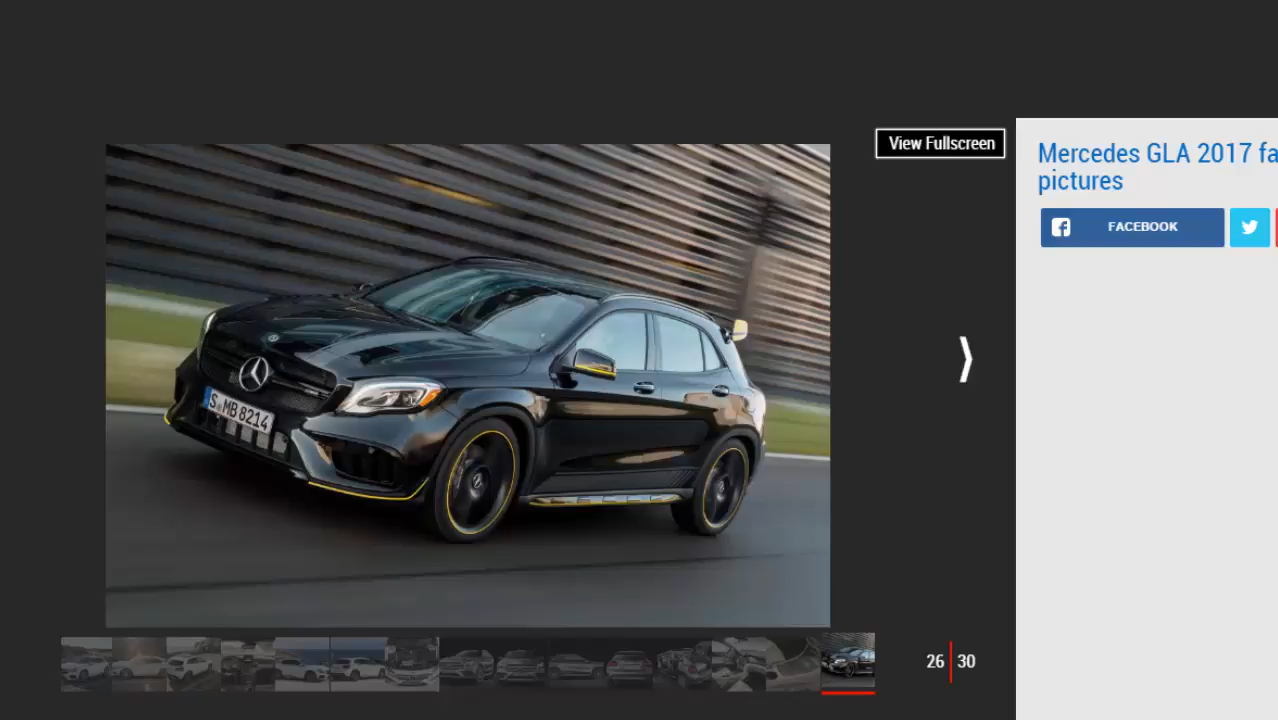 View Fullscreen
Mercedes GLA 2017 fa
pictures
FACEBOOK
S MB 8214
26 30